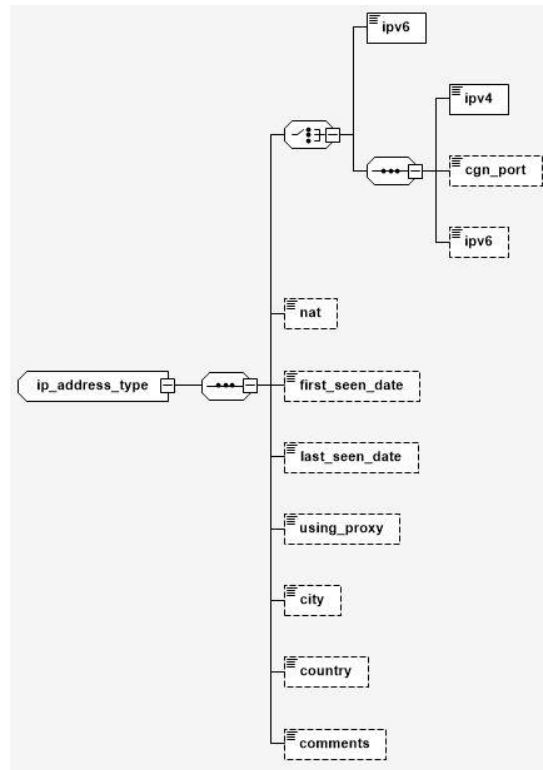 ipv6
ipv4
cgn_port
ipv6
nat
ip_address_type
first_seen_date
last_seen_date
using_proxy
city
country
comments